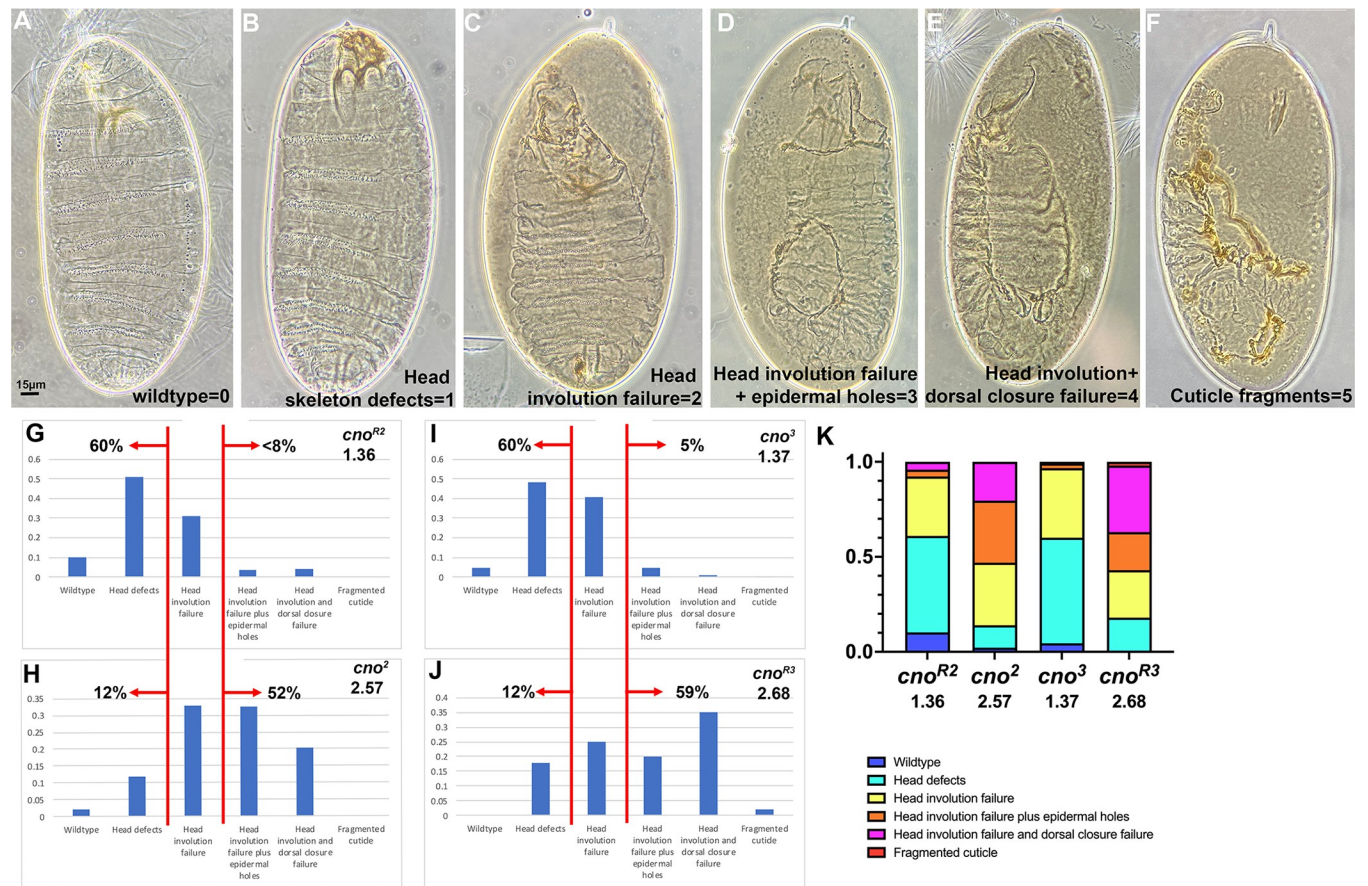 A
B
C
D
E
F
15μm
wildtype=0
Head
skeleton defects=1
Head
involution failure=2
Head involution failure
+ epidermal holes=3
Head involution+
dorsal closure failure=4
Cuticle fragments=5
G
60%
<8%
cnoR2
1.36
0.6
0.5
0.4
0.3
0.2
0.1
0
Wildtype
Head defects
Head
involution
failure
Head
involution
failure plus
epidermal
holes
Head
involution and
dorsal closure
failure
Fragmented
cuticle
I
60%
5%
cno3
1.37
0.6
0.5
0.4
0.3
0.2
0.1
0
Wildtype
Head defects
Head
involution
failure
Head
involution
failure plus
epidermal
holes
Head
involution and
dorsal closure
failure
Fragmented
cuticle
H
12%
52%
cno2
2.57
0.35
0.3
0.25
0.2
0.15
0.1
0.05
0
Wildtype
Head defects
Head
involution
failure
Head
involution
failure plus
epidermal
holes
Head
involution and
dorsal closure
failure
Fragmented
cuticle
J
12%
59%
cnoR3
2.68
0.4
0.35
0.3
0.25
0.2
0.15
0.1
0.05
0
Wildtype
Head defects
Head
involution
failure
Head
involution
failure plus
epidermal
holes
Head
involution and
dorsal closure
failure
Fragmented
cuticle
K
1.0
0.5
0.0
cnoR2 cno2 cno3 cnoR3
1.36 2.57 1.37 2.68
Wildtype
Head defects
Head involution failure
Head involution failure plus epidermal holes
Head involution failure and dorsal closure failure
Fragmented cuticle